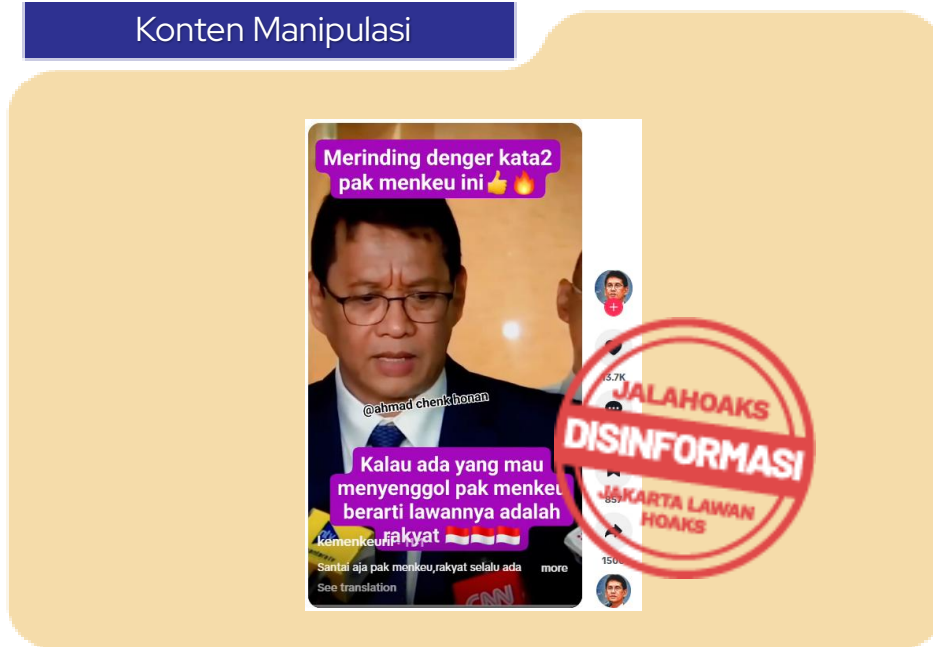 Konten Manipulasi
Merinding denger kata2
pak menkeu ini👍🔥
@ahmad chenk honan
Kalau ada yang mau
menyenggol pak menkeu
berarti lawannya adalah
rakyat 🇮🇩🇮🇩🇮🇩
Santai aja pak menkeu,rakyat selalu ada more
See translation
CNN
13.7K
857
JALAHOAKS
DISINFORMASI
JAKARTA LAWAN
HOAKS